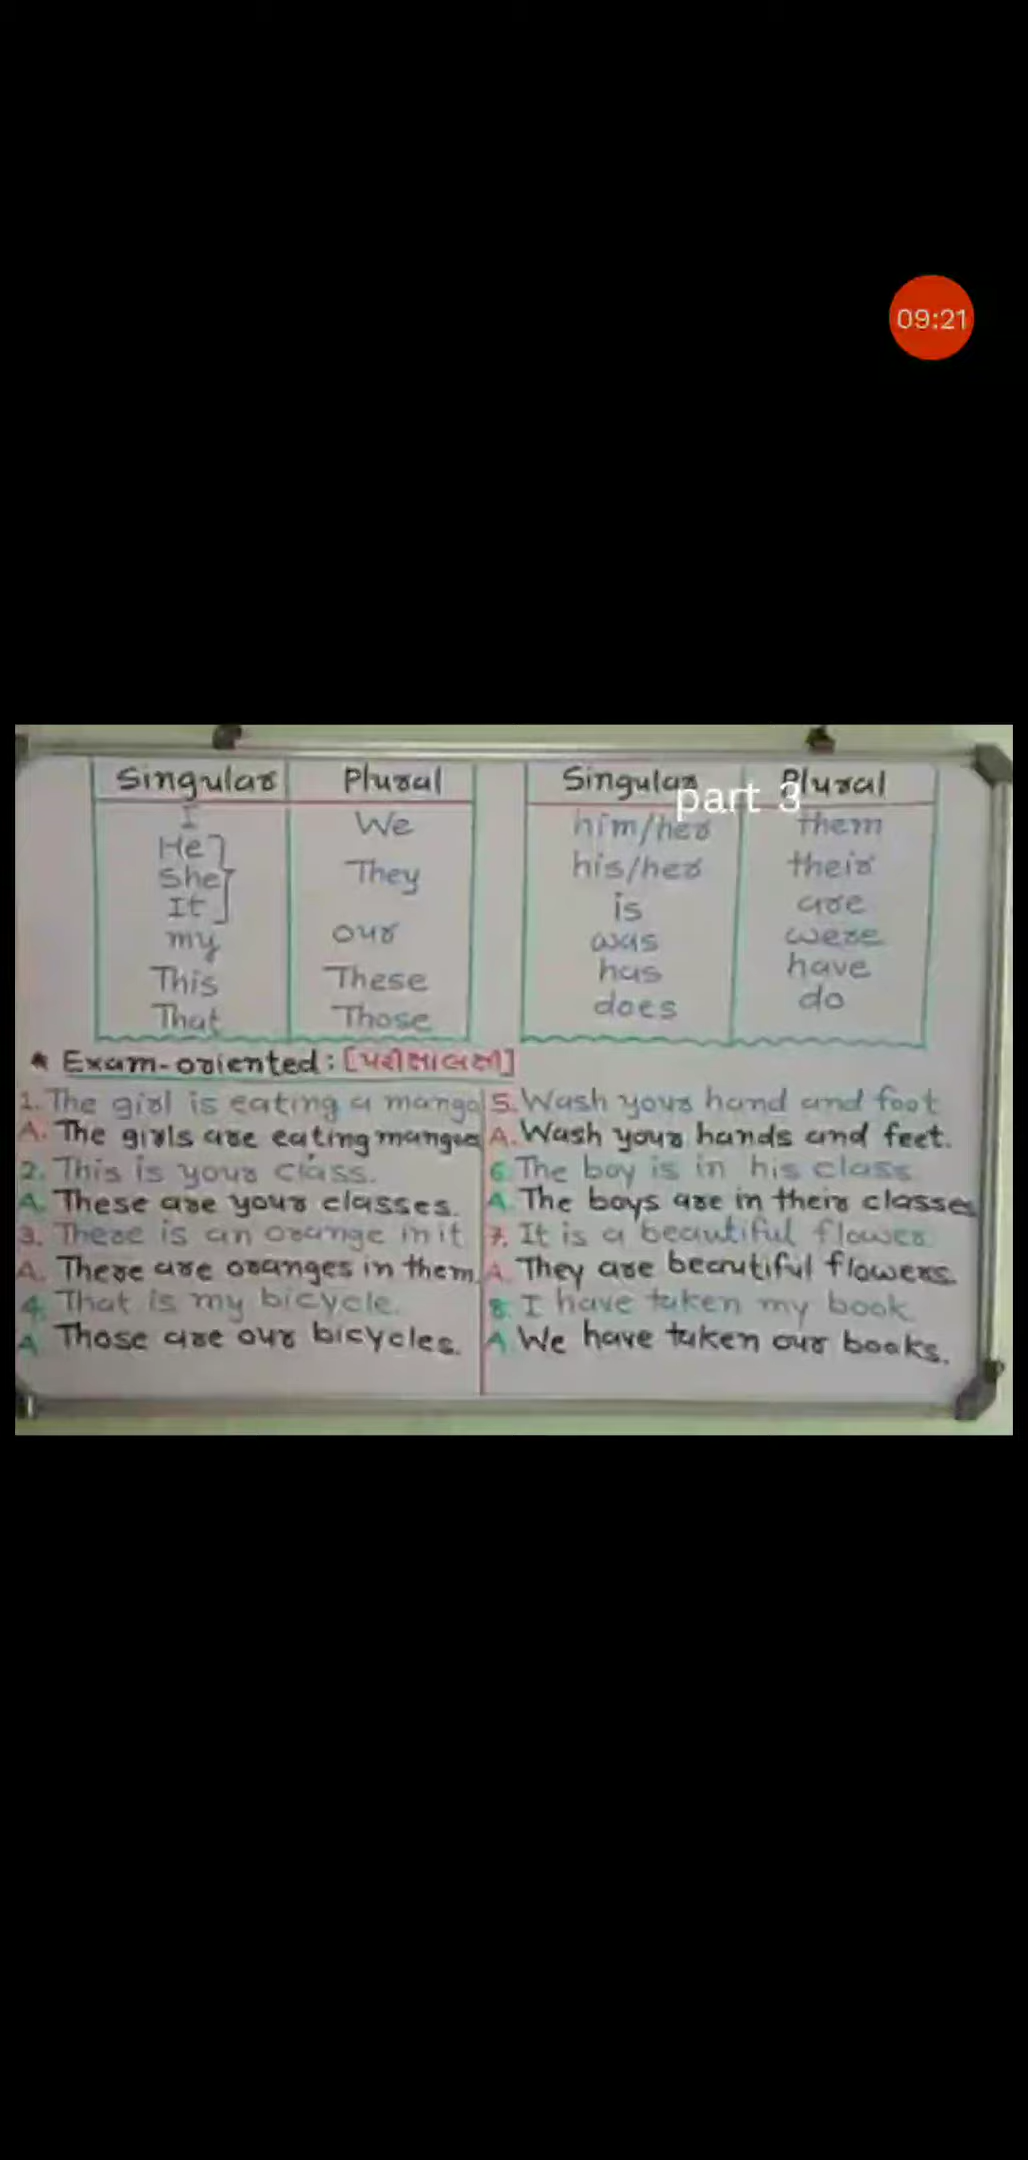 09:21
Singular Plural Singular Plural
part 3
I We him/her them
He
She They his/her their
It is are
my our was were
This These has have
That Those does do
* Exam-oriented: [પરીક્ષાલક્ષી]
1. The girl is eating a mango
A. The girls are eating mangoes
2. This is your class.
A. These are your classes.
3. There is an orange in it
A. There are oranges in them.
4. That is my bicycle.
A. Those are our bicycles.
5. Wash your hand and foot
A. Wash your hands and feet.
6. The boy is in his class
A. The boys are in their classes
7. It is a beautiful flower
A. They are beautiful flowers.
8. I have taken my book
A. We have taken our books.